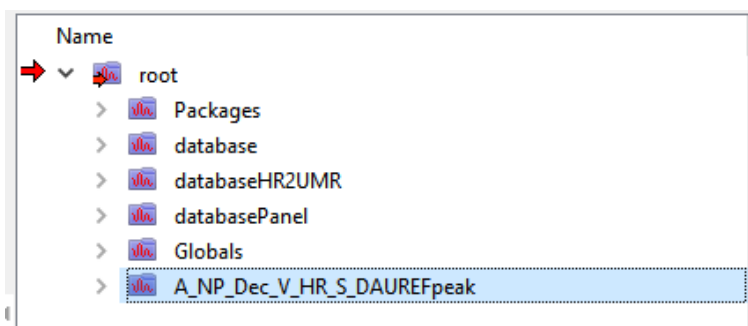 Name
root
Packages
database
databaseHR2UMR
databasePanel
Globals
A_NP_Dec_V_HR_S_DAUREFpeak